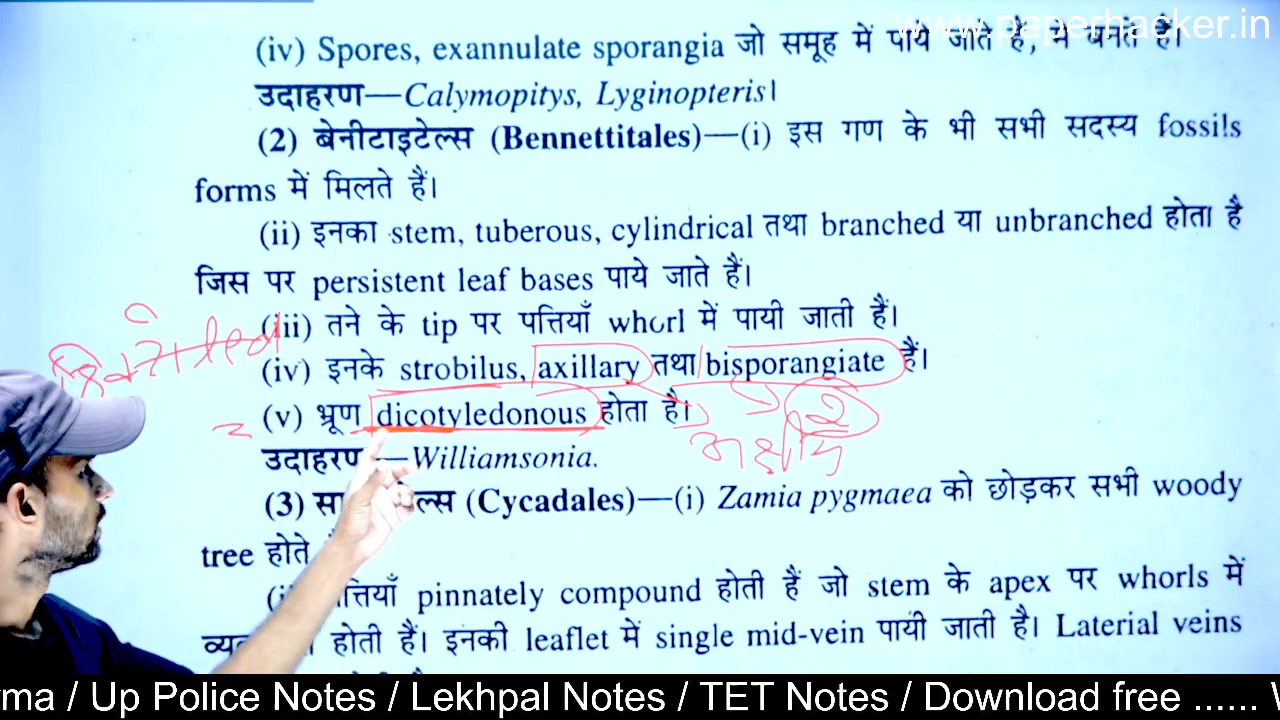 www.paperhacker.in
(iv) Spores, exannulate sporangia जो समूह में पाये जाते हैं, में बनते हैं।
उदाहरण—Calymopitys, Lyginopteris।
(2) बेनीटाइटेल्स (Bennettitales)—(i) इस गण के भी सभी सदस्य fossils
forms में मिलते हैं।
(ii) इनका stem, tuberous, cylindrical तथा branched या unbranched होता है
जिस पर persistent leaf bases पाये जाते हैं।
(iii) तने के tip पर पत्तियाँ whorl में पायी जाती हैं।
(iv) इनके strobilus, axillary तथा bisporangiate हैं।
(v) भ्रूण dicotyledonous होता है।
2
उदाहरण—Williamsonia.
(3) (Cycadales)—(i) Zamia pygmaea को छोड़कर सभी woody
tree होते
pinnately compound होती हैं जो stem के apex पर whorls में
होती हैं। इनकी leaflet में single mid-vein पायी जाती है। Laterial veins
/ Up Police Notes / Lekhpal Notes / TET Notes / Download free ......